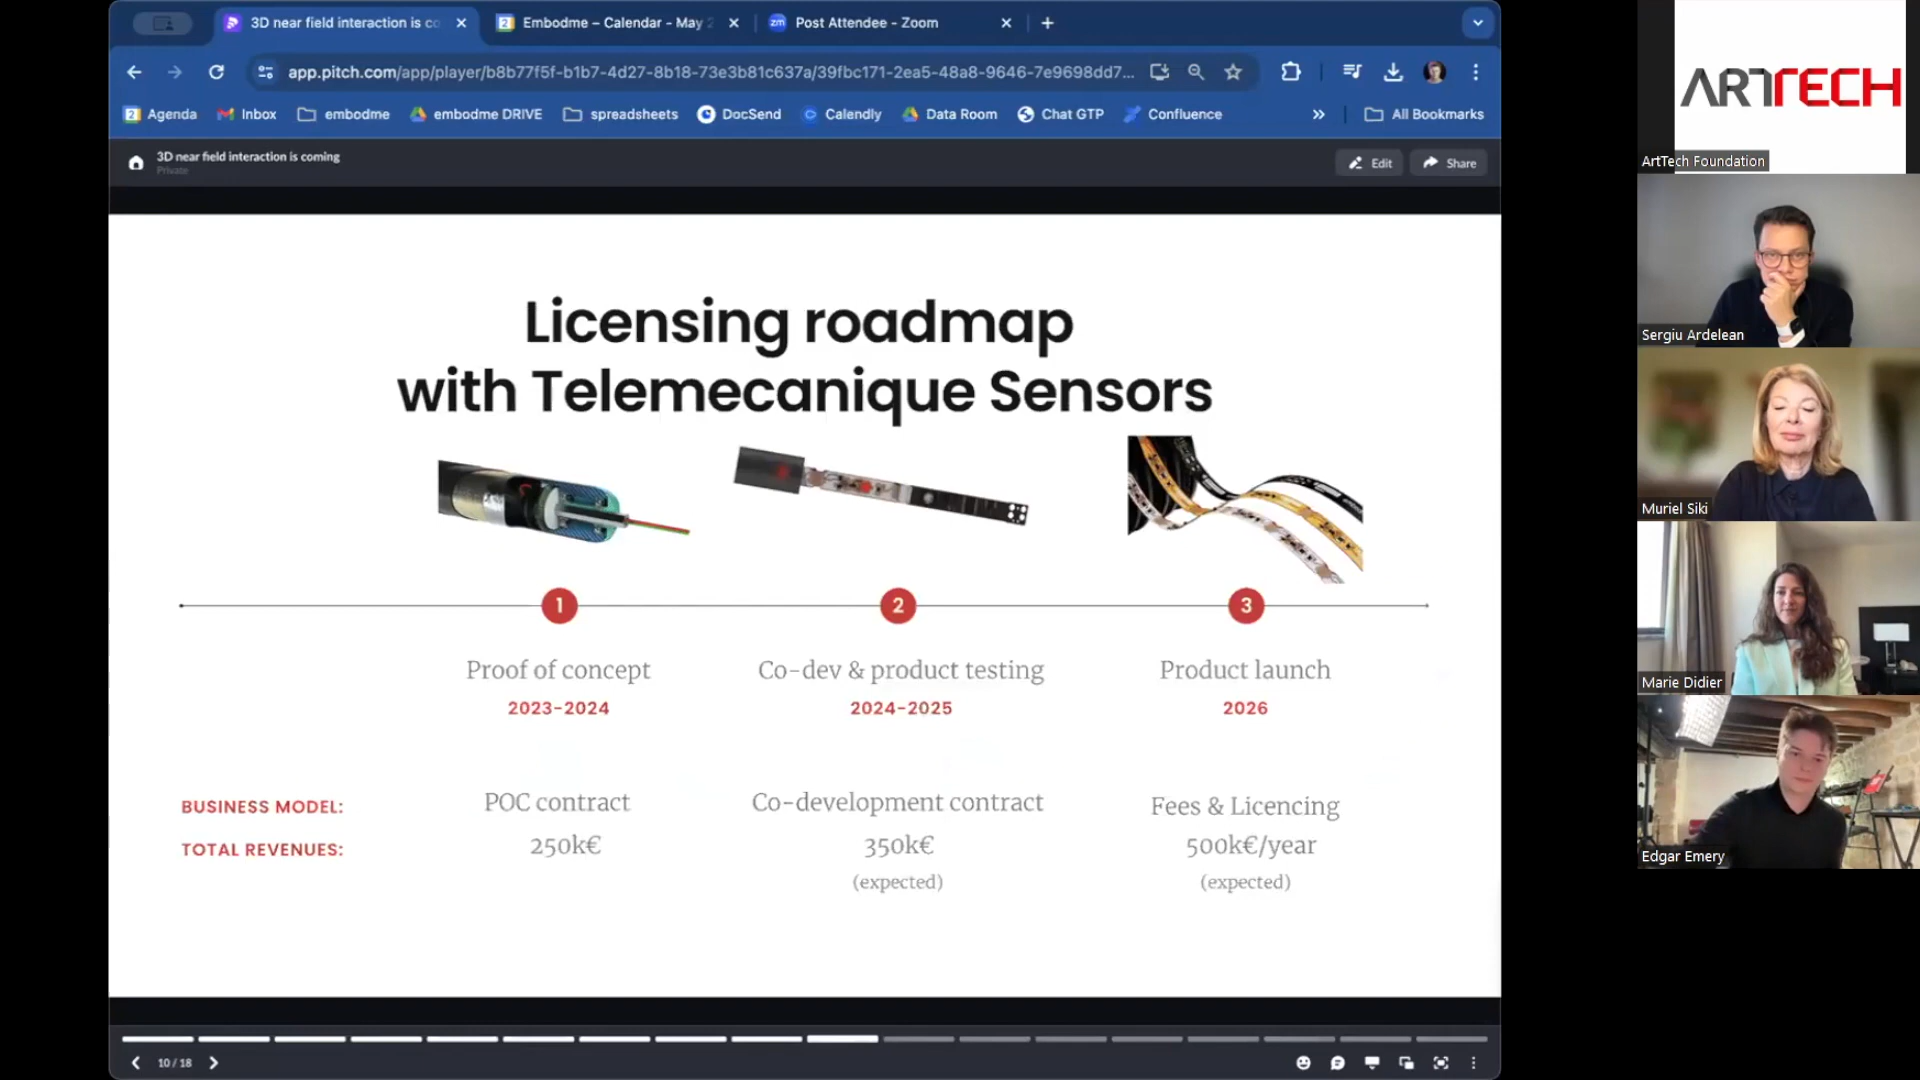 3D near field interaction is co
Embodme – Calendar - May 2
zm
Post Attendee - Zoom
app.pitch.com/app/player/b8b77f5f-b1b7-4d27-8b18-73e3b81c637a/39fbc171-2ea5-48a8-9646-7e9698dd7...
Agenda
Inbox
embodme
embodme DRIVE
spreadsheets
DocSend
Calendly
Data Room
Chat GTP
Confluence
»
All Bookmarks
3D near field interaction is coming
Private
Edit
Share
Licensing roadmap
with Telemecanique Sensors
1
2
3
Proof of concept
2023-2024
Co-dev & product testing
2024-2025
Product launch
2026
BUSINESS MODEL:
POC contract
Co-development contract
Fees & Licencing
TOTAL REVENUES:
250k€
350k€
(expected)
500k€/year
(expected)
10 / 18
ARTTECH
ArtTech Foundation
Sergiu Ardelean
Muriel Siki
Marie Didier
Edgar Emery